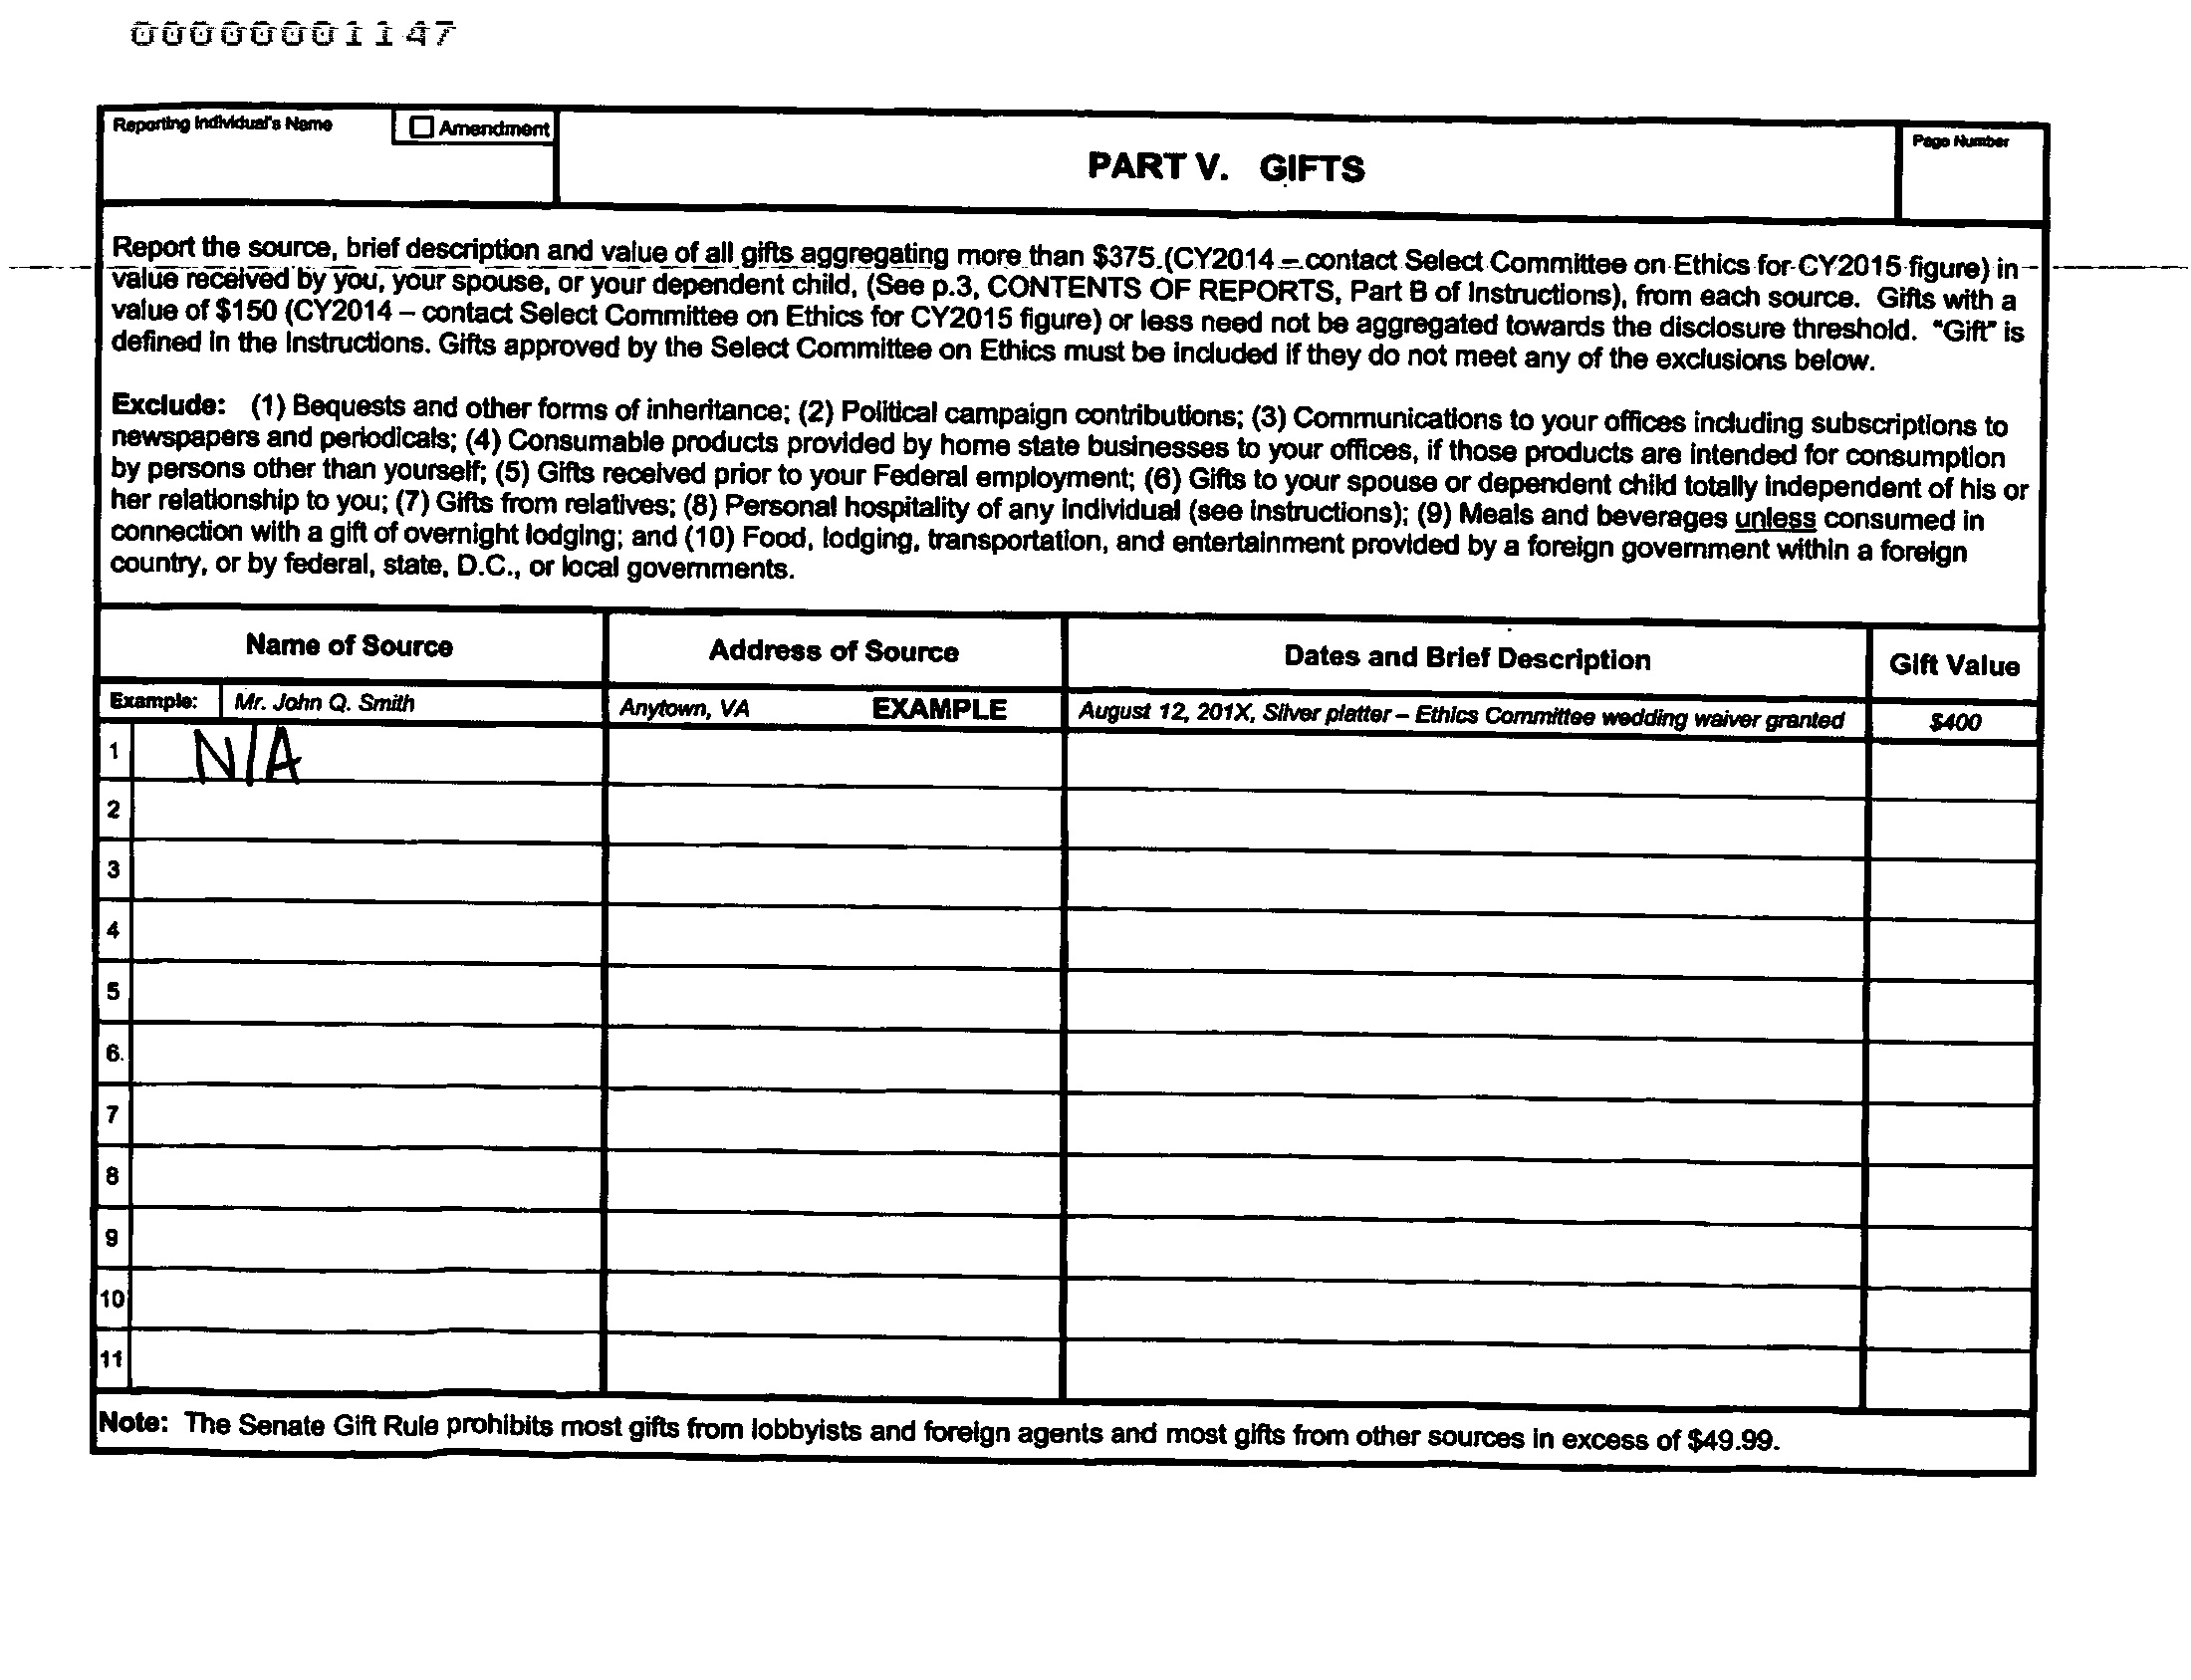 00000001147
Reporting Individual's Name
☐ Amendment
PART V. GIFTS
Page Number
Report the source, brief description and value of all gifts aggregating more than $375 (CY2014 – contact Select Committee on Ethics for CY2015 figure) in
value received by you, your spouse, or your dependent child, (See p.3, CONTENTS OF REPORTS, Part B of Instructions), from each source. Gifts with a
value of $150 (CY2014 – contact Select Committee on Ethics for CY2015 figure) or less need not be aggregated towards the disclosure threshold. "Gift" is
defined in the Instructions. Gifts approved by the Select Committee on Ethics must be included if they do not meet any of the exclusions below.
Exclude: (1) Bequests and other forms of inheritance; (2) Political campaign contributions; (3) Communications to your offices including subscriptions to
newspapers and periodicals; (4) Consumable products provided by home state businesses to your offices, if those products are intended for consumption
by persons other than yourself; (5) Gifts received prior to your Federal employment; (6) Gifts to your spouse or dependent child totally independent of his or
her relationship to you; (7) Gifts from relatives; (8) Personal hospitality of any individual (see instructions); (9) Meals and beverages unless consumed in
connection with a gift of overnight lodging; and (10) Food, lodging, transportation, and entertainment provided by a foreign government within a foreign
country, or by federal, state, D.C., or local governments.
Name of Source Address of Source Dates and Brief Description Gift Value
Example: Mr. John Q. Smith Anytown, VA EXAMPLE August 12, 201X, Silver platter – Ethics Committee wedding waiver granted $400
1 N/A
2
3
4
5
6.
7
8
9
10
11
Note: The Senate Gift Rule prohibits most gifts from lobbyists and foreign agents and most gifts from other sources in excess of $49.99.